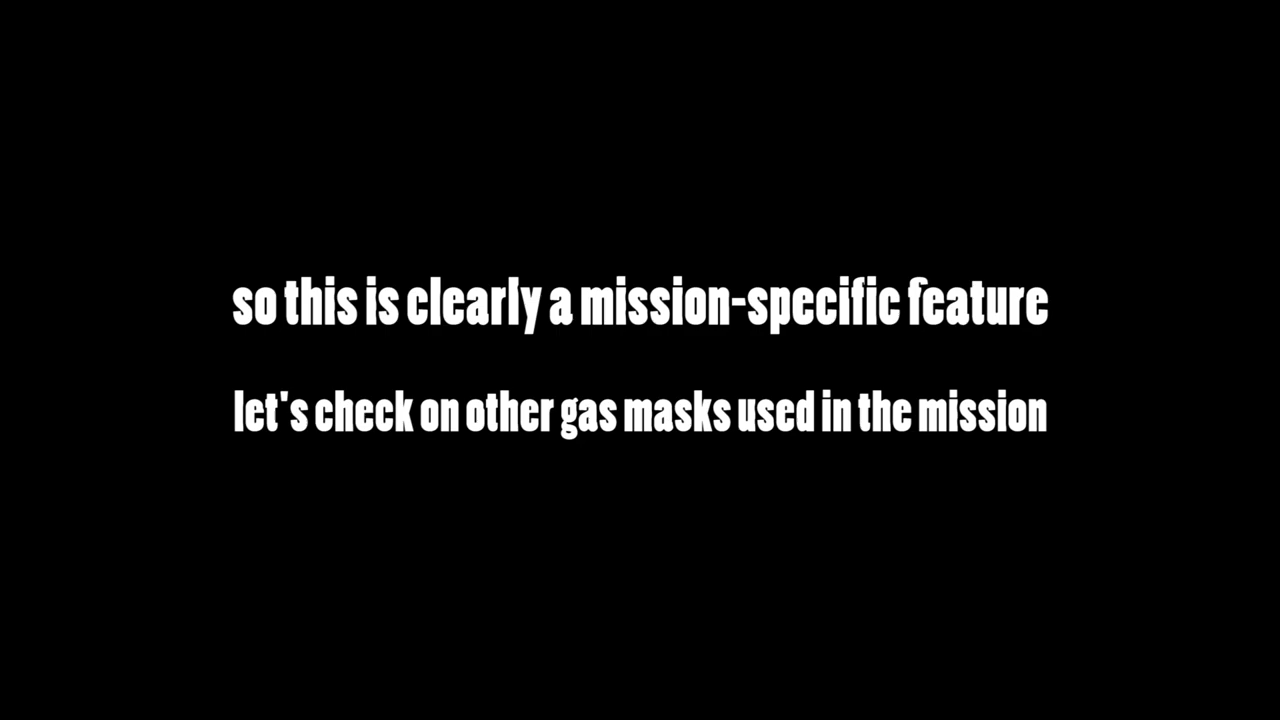 so this is clearly a mission-specific feature
let's check on other gas masks used in the mission